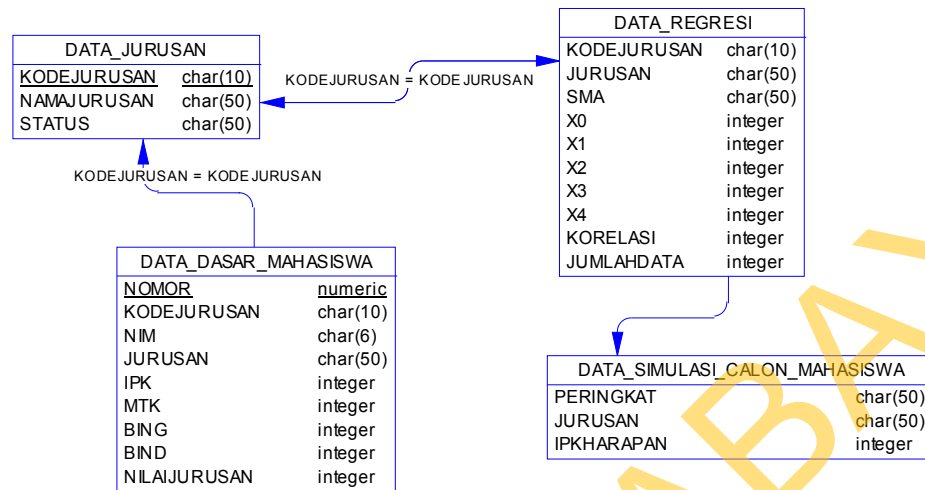 DATA_JURUSAN
KODEJURUSAN char(10)
NAMAJURUSAN char(50)
STATUS char(50)
KODEJURUSAN = KODEJURUSAN
DATA_REGRESI
KODEJURUSAN char(10)
JURUSAN char(50)
SMA char(50)
X0 integer
X1 integer
X2 integer
X3 integer
X4 integer
KORELASI integer
JUMLAHDATA integer
KODEJURUSAN = KODEJURUSAN
DATA_DASAR_MAHASISWA
NOMOR numeric
KODEJURUSAN char(10)
NIM char(6)
JURUSAN char(50)
IPK integer
MTK integer
BING integer
BIND integer
NILAIJURUSAN integer
DATA_SIMULASI_CALON_MAHASISWA
PERINGKAT char(50)
JURUSAN char(50)
IPKHARAPAN integer